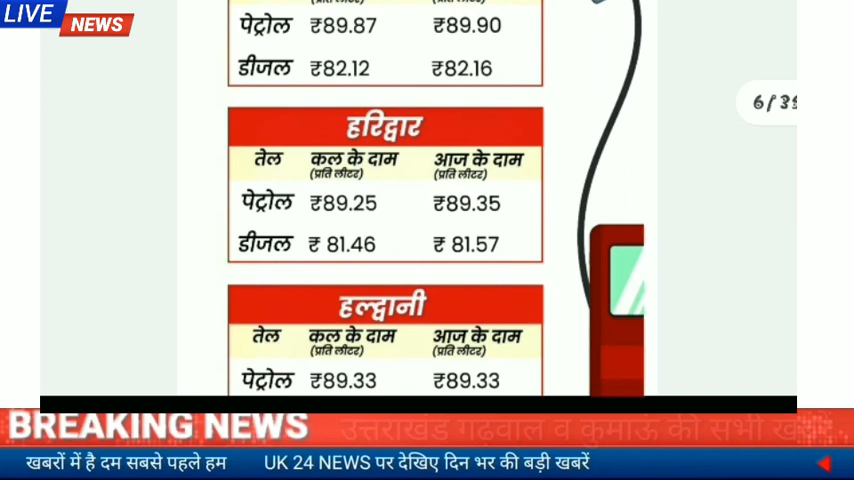 LIVE
NEWS
पेट्रोल ₹89.87 ₹89.90
डीजल ₹82.12 ₹82.16
6/39
हरिद्वार
तेल कल के दाम आज के दाम
(प्रति लीटर) (प्रति लीटर)
पेट्रोल ₹89.25 ₹89.35
डीजल ₹ 81.46 ₹ 81.57
हल्द्वानी
तेल कल के दाम आज के दाम
(प्रति लीटर) (प्रति लीटर)
पेट्रोल ₹89.33 ₹89.33
BREAKING NEWS उत्तराखंड गढ़वाल व कुमाऊं की सभी
खबरों में है दम सबसे पहले हम UK 24 NEWS पर देखिए दिन भर की बड़ी खबरें